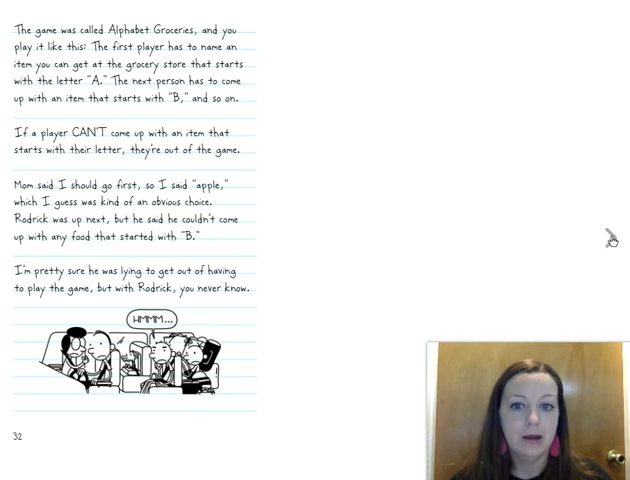 The game was called Alphabet Groceries, and you
play it like this: The first player has to name an
item you can get at the grocery store that starts
with the letter "A." The next person has to come
up with an item that starts with "B," and so on.
If a player CAN'T come up with an item that
starts with their letter, they're out of the game.
Mom said I should go first, so I said "apple,"
which I guess was kind of an obvious choice.
Rodrick was up next, but he said he couldn't come
up with any food that started with "B."
I'm pretty sure he was lying to get out of having
to play the game, but with Rodrick, you never know.
HMMM...
32